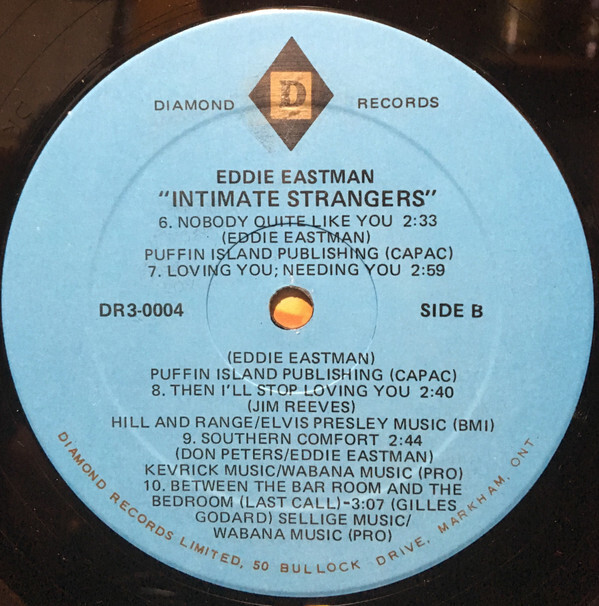 D
DIAMOND RECORDS
EDDIE EASTMAN
"INTIMATE STRANGERS"
6. NOBODY QUITE LIKE YOU 2:33
(EDDIE EASTMAN)
PUFFIN ISLAND PUBLISHING (CAPAC)
7. LOVING YOU; NEEDING YOU 2:59
DR3-0004 SIDE B
(EDDIE EASTMAN)
PUFFIN ISLAND PUBLISHING (CAPAC)
8. THEN I'LL STOP LOVING YOU 2:40
(JIM REEVES)
HILL AND RANGE/ELVIS PRESLEY MUSIC (BMI)
9. SOUTHERN COMFORT 2:44
(DON PETERS/EDDIE EASTMAN)
KEVRICK MUSIC/WABANA MUSIC (PRO)
10. BETWEEN THE BAR ROOM AND THE
BEDROOM (LAST CALL)-3:07 (GILLES
GODARD) SELLIGE MUSIC/
WABANA MUSIC (PRO)
DIAMOND RECORDS LIMITED, 50 BULLOCK DRIVE, MARKHAM, ONT.